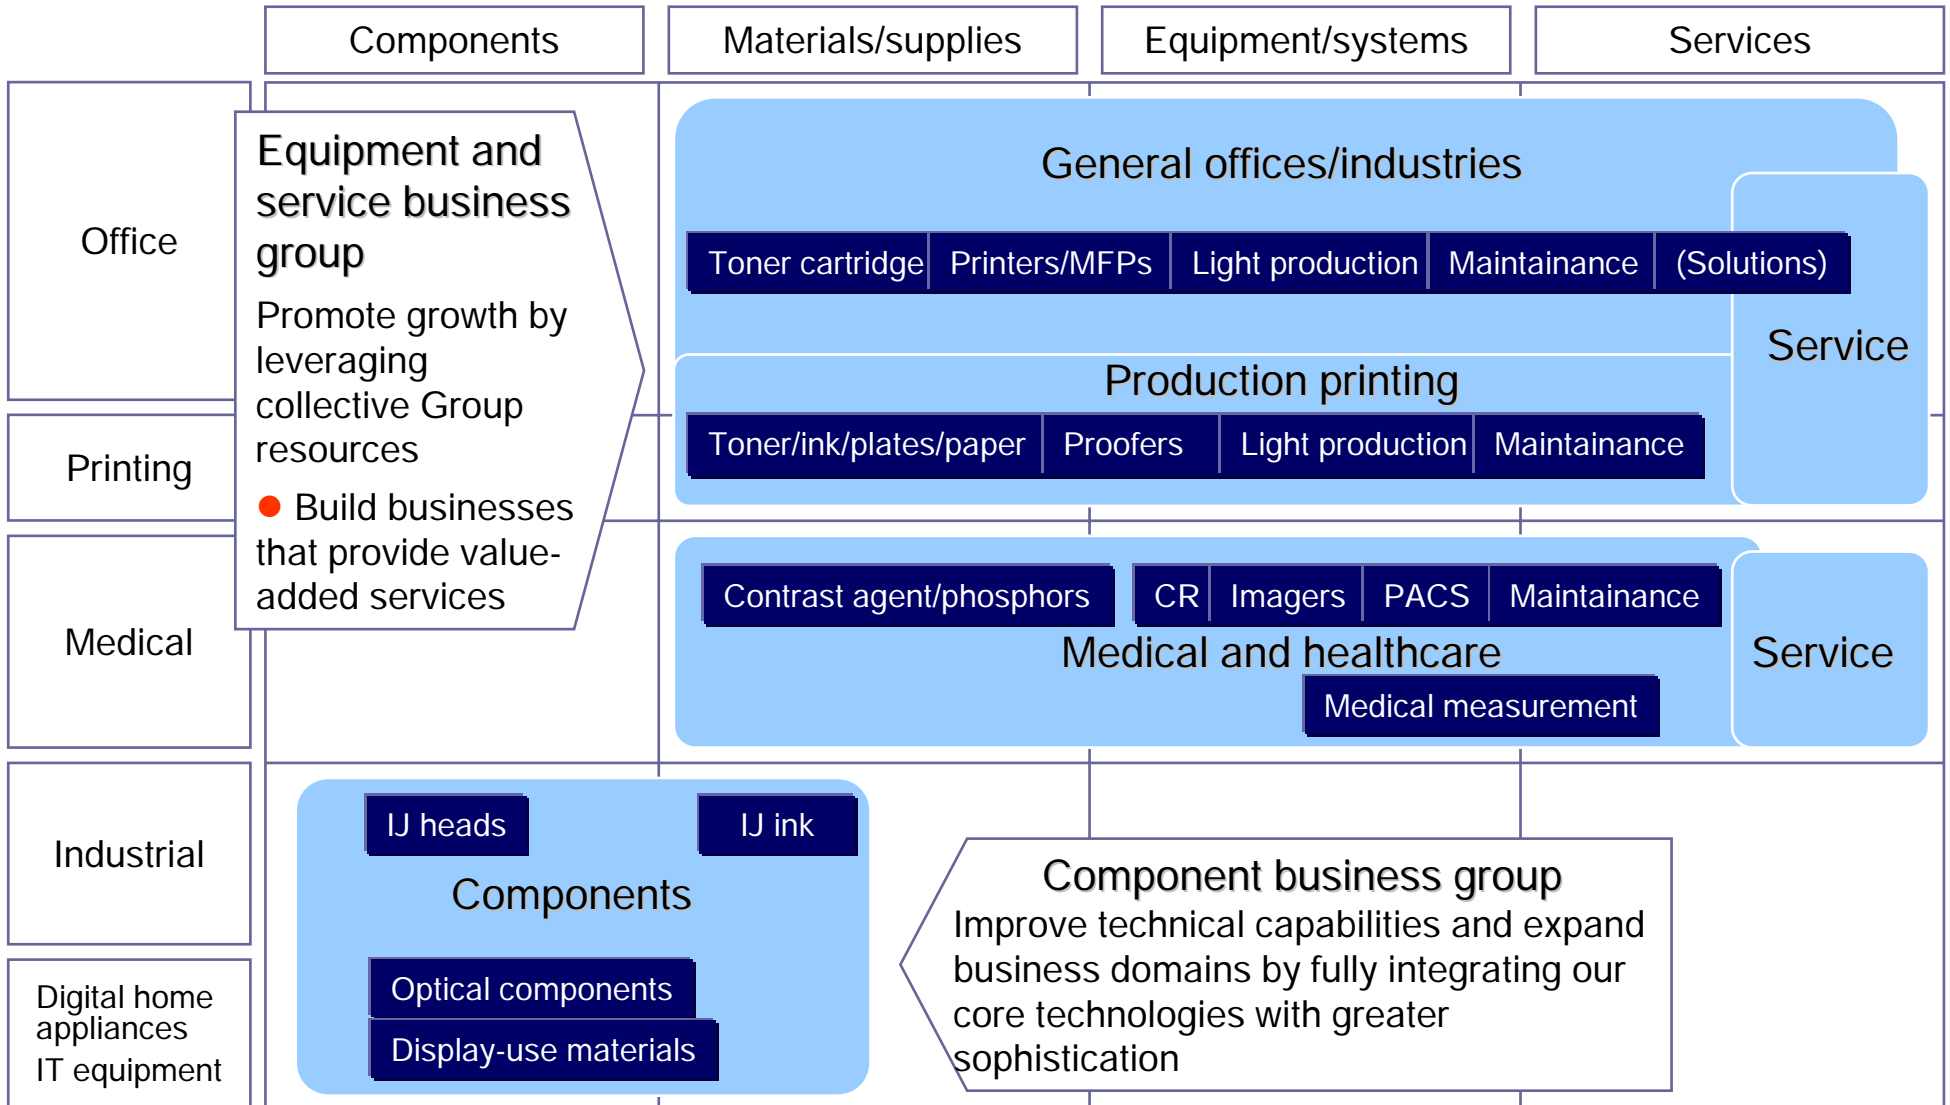 Components
Materials/supplies
Equipment/systems
Services
Office
Printing
Medical
Industrial
Digital home
appliances
IT equipment
Equipment and
service business
group
Promote growth by
leveraging
collective Group
resources
● Build businesses
that provide value-
added services
General offices/industries
Toner cartridge
Printers/MFPs
Light production
Maintainance
(Solutions)
Service
Production printing
Toner/ink/plates/paper
Proofers
Light production
Maintainance
Contrast agent/phosphors
CR
Imagers
PACS
Maintainance
Medical and healthcare
Service
Medical measurement
IJ heads
IJ ink
Components
Optical components
Display-use materials
Component business group
Improve technical capabilities and expand
business domains by fully integrating our
core technologies with greater
sophistication